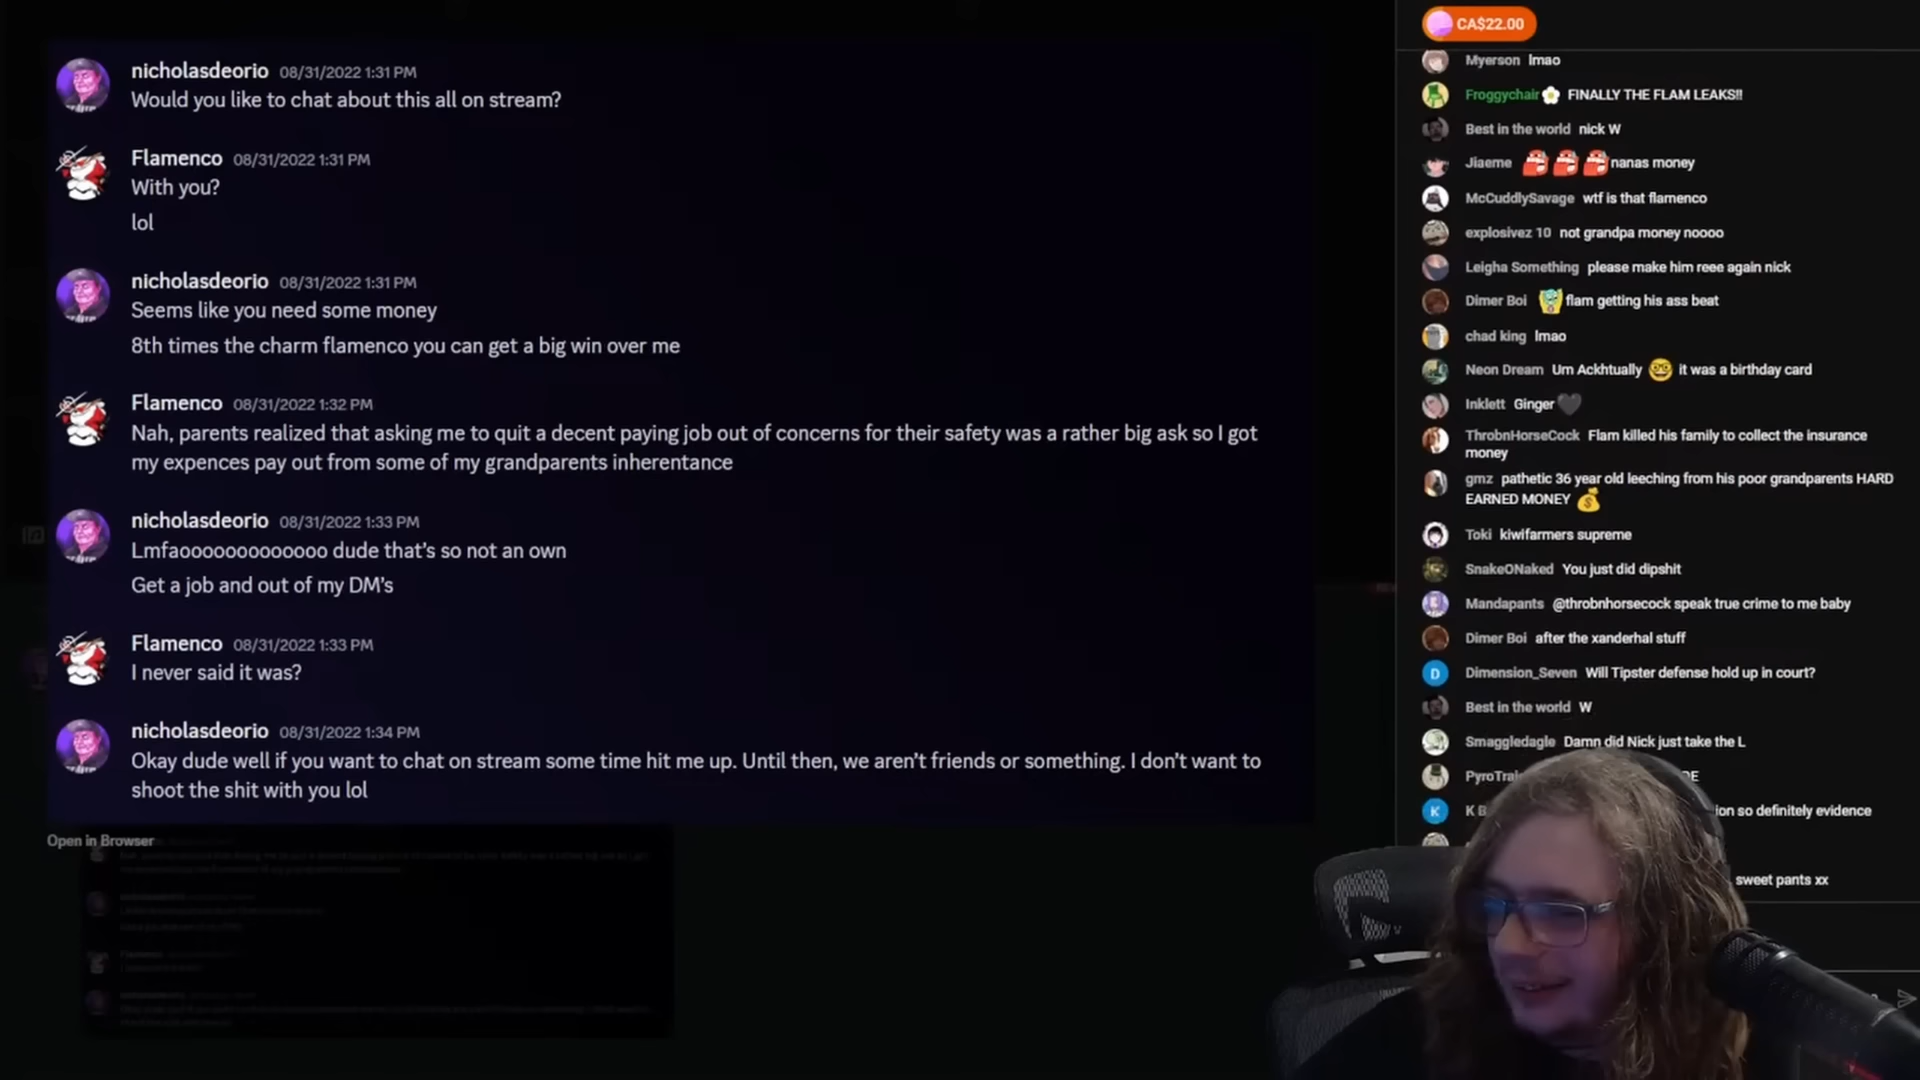 nicholasdeorio 08/31/2022 1:31 PM
Would you like to chat about this all on stream?
Flamenco 08/31/2022 1:31 PM
With you?
lol
nicholasdeorio 08/31/2022 1:31 PM
Seems like you need some money
8th times the charm flamenco you can get a big win over me
Flamenco 08/31/2022 1:32 PM
Nah, parents realized that asking me to quit a decent paying job out of concerns for their safety was a rather big ask so I got
my expences pay out from some of my grandparents inherentance
nicholasdeorio 08/31/2022 1:33 PM
Lmfaooooooooooooo dude that's so not an own
Get a job and out of my DM's
Flamenco 08/31/2022 1:33 PM
I never said it was?
nicholasdeorio 08/31/2022 1:34 PM
Okay dude well if you want to chat on stream some time hit me up. Until then, we aren't friends or something. I don't want to
shoot the shit with you lol
Open in Browser
CA$22.00
Myerson lmao
Froggychair FINALLY THE FLAM LEAKS!!
Best in the world nick W
Jiaeme nanas money
McCuddlySavage wtf is that flamenco
explosivez 10 not grandpa money noooo
Leigha Something please make him reee again nick
Dimer Boi flam getting his ass beat
chad king lmao
Neon Dream Um Ackhtually it was a birthday card
Inklett Ginger
ThrobnHorseCock Flam killed his family to collect the insurance
money
gmz pathetic 36 year old leeching from his poor grandparents HARD
EARNED MONEY
Toki kiwifarmers supreme
SnakeONaked You just did dipshit
Mandapants @throbnhorsecock speak true crime to me baby
Dimer Boi after the xanderhal stuff
D Dimension_Seven Will Tipster defense hold up in court?
Best in the world W
Smaggledagle Damn did Nick just take the L
K so definitely evidence
sweet pants xx